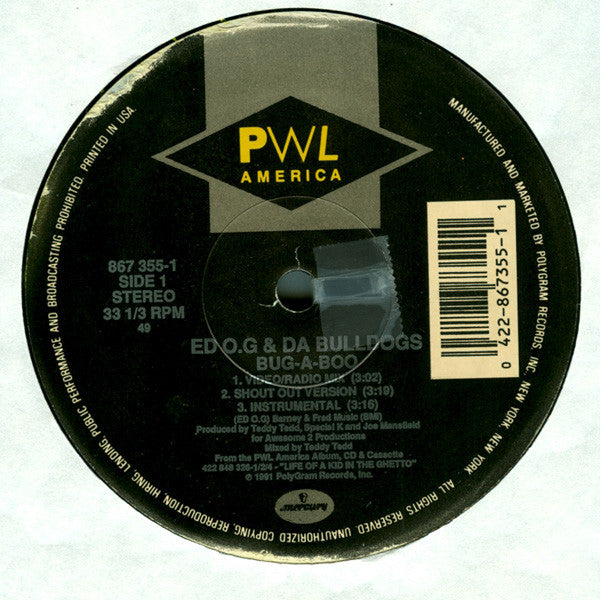 PWL
AMERICA
867 355-1
SIDE 1
STEREO
33 1/3 RPM
49
0 422-867355-1 1
ED O.G & DA BULLDOGS
BUG-A-BOO
1. VIDEO/RADIO MIX (3:02)
2. SHOUT OUT VERSION (3:19)
3. INSTRUMENTAL (3:16)
(ED O.G) Barney & Fred Music (BMI)
Produced by Teddy Tedd, Special K and Joe Mansfield
for Awesome 2 Productions
Mixed by Teddy Tedd
From the PWL America Album, CD & Cassette
422 848 326-1/2/4 - "LIFE OF A KID IN THE GHETTO"
℗ 1991 PolyGram Records, Inc.
mercury
MANUFACTURED AND MARKETED BY POLYGRAM RECORDS, INC. NEW YORK, NEW YORK. ALL RIGHTS RESERVED. UNAUTHORIZED COPYING, REPRODUCTION, HIRING, LENDING, PUBLIC PERFORMANCE AND BROADCASTING PROHIBITED. PRINTED IN USA.